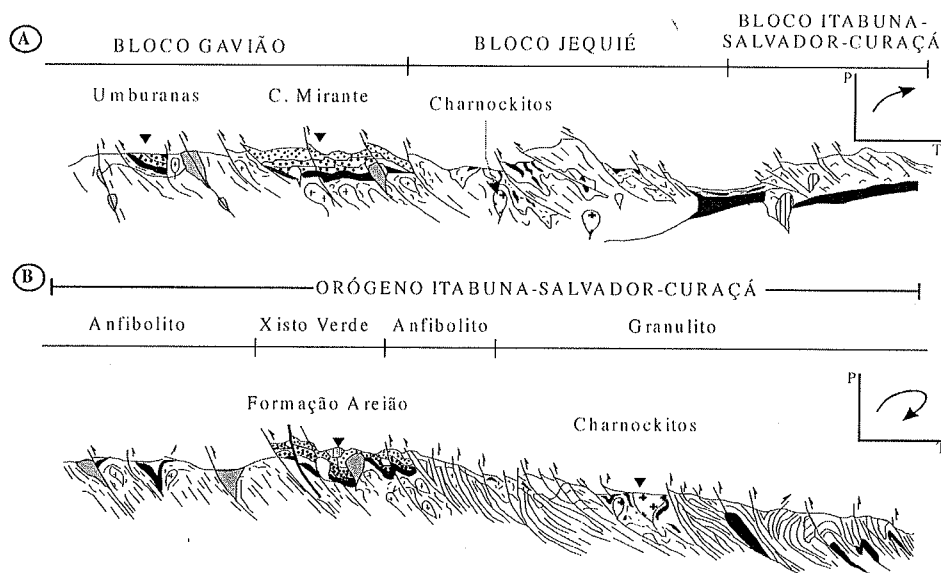 A
BLOCO GAVIÃO
BLOCO JEQUIÉ
BLOCO ITABUNA-
SALVADOR-CURAÇÁ
Umburanas
C. Mirante
Charnockitos
P
T
B
ORÓGENO ITABUNA-SALVADOR-CURAÇÁ
Anfibolito
Xisto Verde
Anfibolito
Granulito
Formação Areião
Charnockitos
P
T